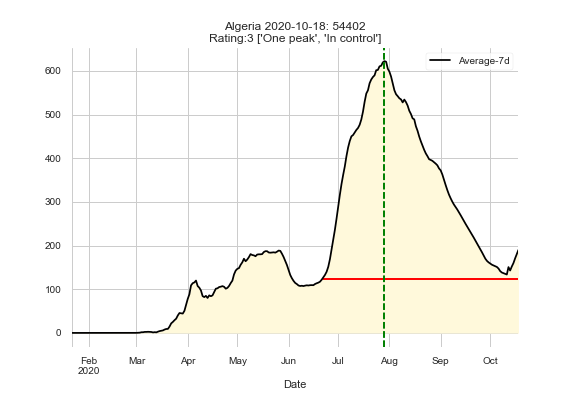 Algeria 2020-10-18: 54402
Rating:3 ['One peak', 'In control']
Average-7d
600
500
400
300
200
100
0
Feb Mar Apr May Jun Jul Aug Sep Oct
2020
Date